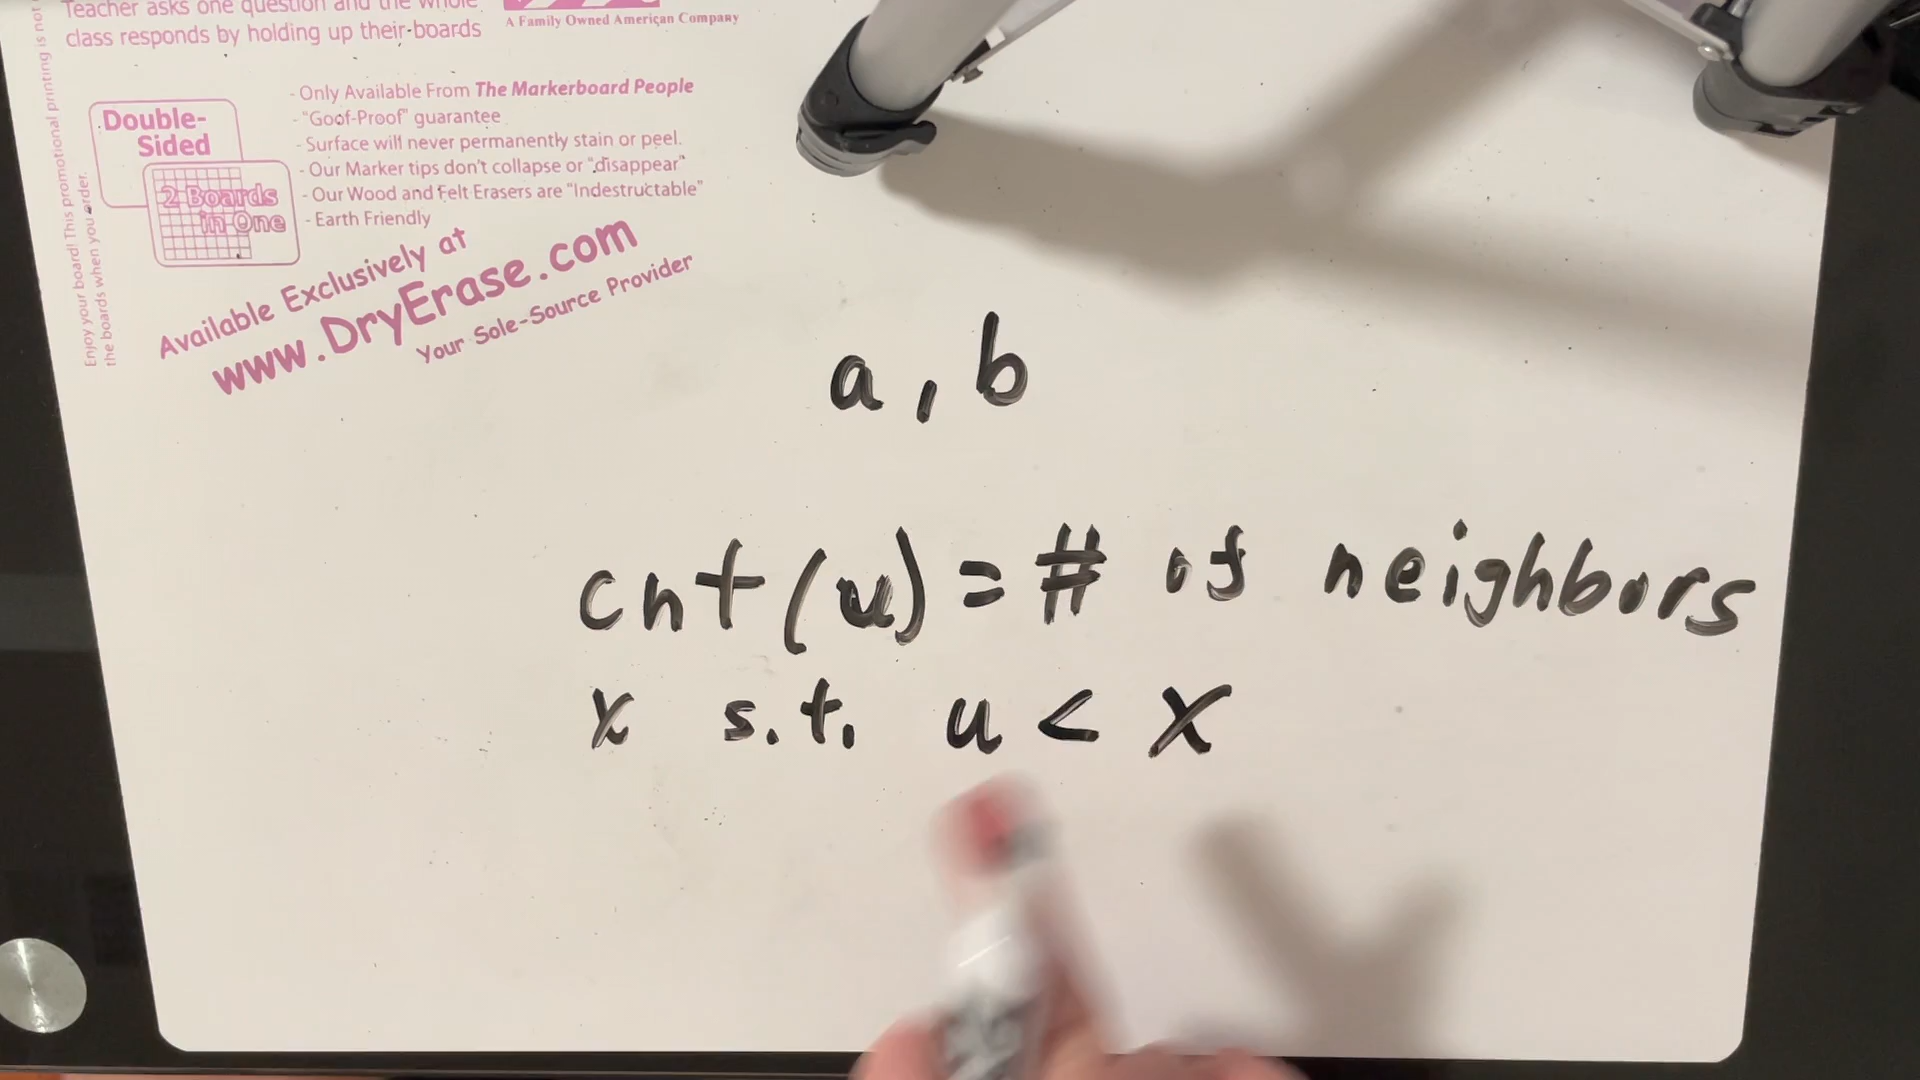 Teacher asks one question and the whole
class responds by holding up their boards
A Family Owned American Company
Double-
Sided
2 Boards
in One
- Only Available From The Markerboard People
- "Goof-Proof" guarantee
- Surface will never permanently stain or peel.
- Our Marker tips don't collapse or "disappear"
- Our Wood and Felt Erasers are "Indestructable"
- Earth Friendly
Available Exclusively at
www.DryErase.com
Your Sole-Source Provider
Enjoy your board! This promotional printing is not
the boards when you order.
a, b
cnt(u) = # of neighbors
x s.t. u < x